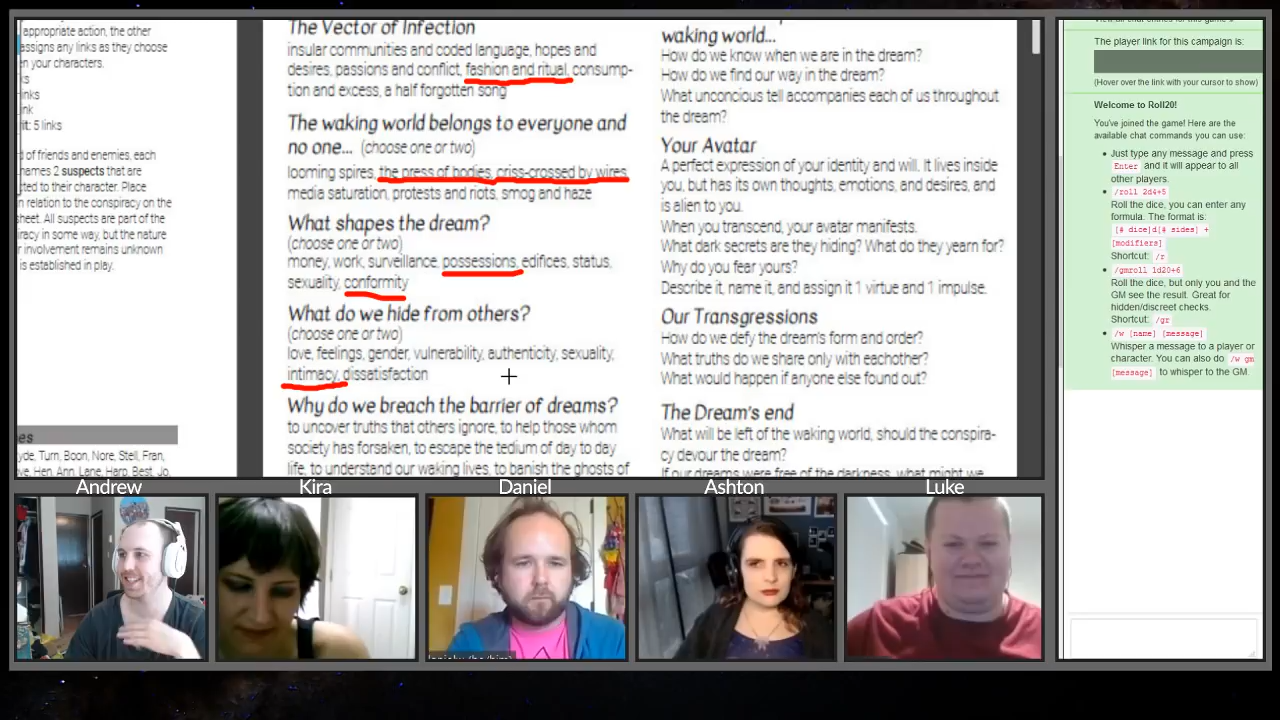 appropriate action, the other
assigns any links as they choose
en your characters.
links
rit: 5 links
d of friends and enemies, each
names 2 suspects that are
ted to their character. Place
n relation to the conspiracy on the
sheet. All suspects are part of the
iracy in some way, but the nature
r involvement remains unknown
is established in play.
es
yde, Turn, Boon, Nore, Stell, Fran,
ve, Hen, Ann, Lane, Harp, Best, Jo,
The Vector of Infection
insular communities and coded language, hopes and
desires, passions and conflict, fashion and ritual, consump-
tion and excess, a half forgotten song
The waking world belongs to everyone and
no one... (choose one or two)
looming spires, the press of bodies, criss-crossed by wires,
media saturation, protests and riots, smog and haze
What shapes the dream?
(choose one or two)
money, work, surveillance, possessions, edifices, status,
sexuality, conformity
What do we hide from others?
(choose one or two)
love, feelings, gender, vulnerability, authenticity, sexuality,
intimacy, dissatisfaction
Why do we breach the barrier of dreams?
to uncover truths that others ignore, to help those whom
society has forsaken, to escape the tedium of day to day
life, to understand our waking lives, to banish the ghosts of
waking world...
How do we know when we are in the dream?
How do we find our way in the dream?
What unconcious tell accompanies each of us throughout
the dream?
Your Avatar
A perfect expression of your identity and will. It lives inside
you, but has its own thoughts, emotions, and desires, and
is alien to you.
When you transcend, your avatar manifests.
What dark secrets are they hiding? What do they yearn for?
Why do you fear yours?
Describe it, name it, and assign it 1 virtue and 1 impulse.
Our Transgressions
How do we defy the dream's form and order?
What truths do we share only with eachother?
What would happen if anyone else found out?
The Dream's end
What will be left of the waking world, should the conspira-
cy devour the dream?
If our dreams were free of the darkness, what might we
The player link for this campaign is:
(Hover over the link with your cursor to show)
Welcome to Roll20!
You've joined the game! Here are the
available chat commands you can use:
Just type any message and press
Enter and it will appear to all
other players.
/roll 2d4+5
Roll the dice, you can enter any
formula. The format is:
[# dice]d[# sides] +
[modifiers]
Shortcut: /r
/gmroll 1d20+6
Roll the dice, but only you and the
GM see the result. Great for
hidden/discreet checks.
Shortcut: /gr
/w [name] [message]
Whisper a message to a player or
character. You can also do /w gm
[message] to whisper to the GM.
Andrew
Kira
Daniel
Ashton
Luke